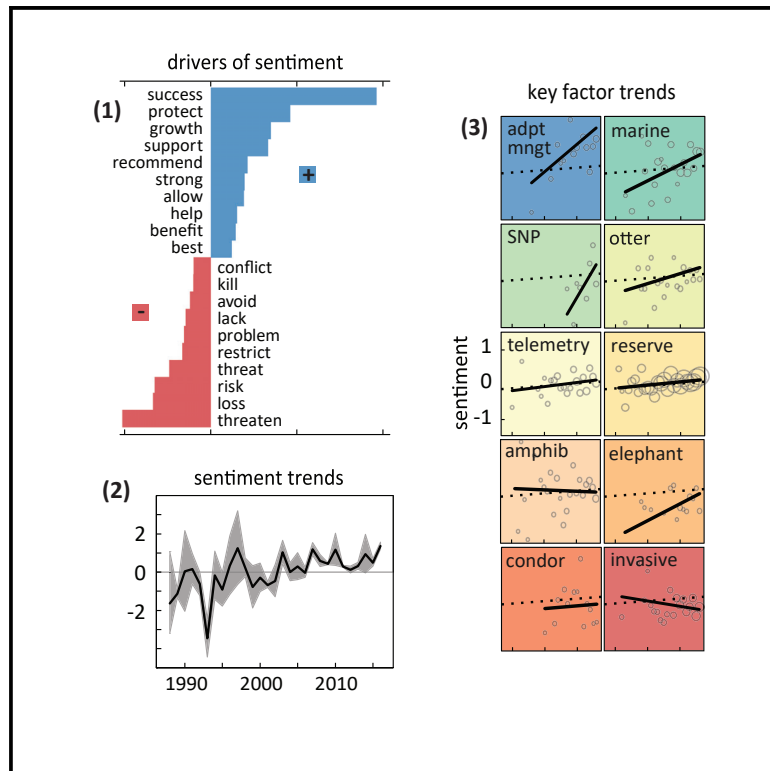 drivers of sentiment
(1)
success
protect
growth
support
recommend
strong
allow
help
benefit
best
+
conflict
kill
avoid
lack
problem
restrict
threat
risk
loss
threaten
-
sentiment trends
(2)
2
0
-2
1990 2000 2010
key factor trends
(3)
adpt
mngt
marine
SNP
otter
telemetry
reserve
sentiment
1
0
-1
amphib
elephant
condor
invasive